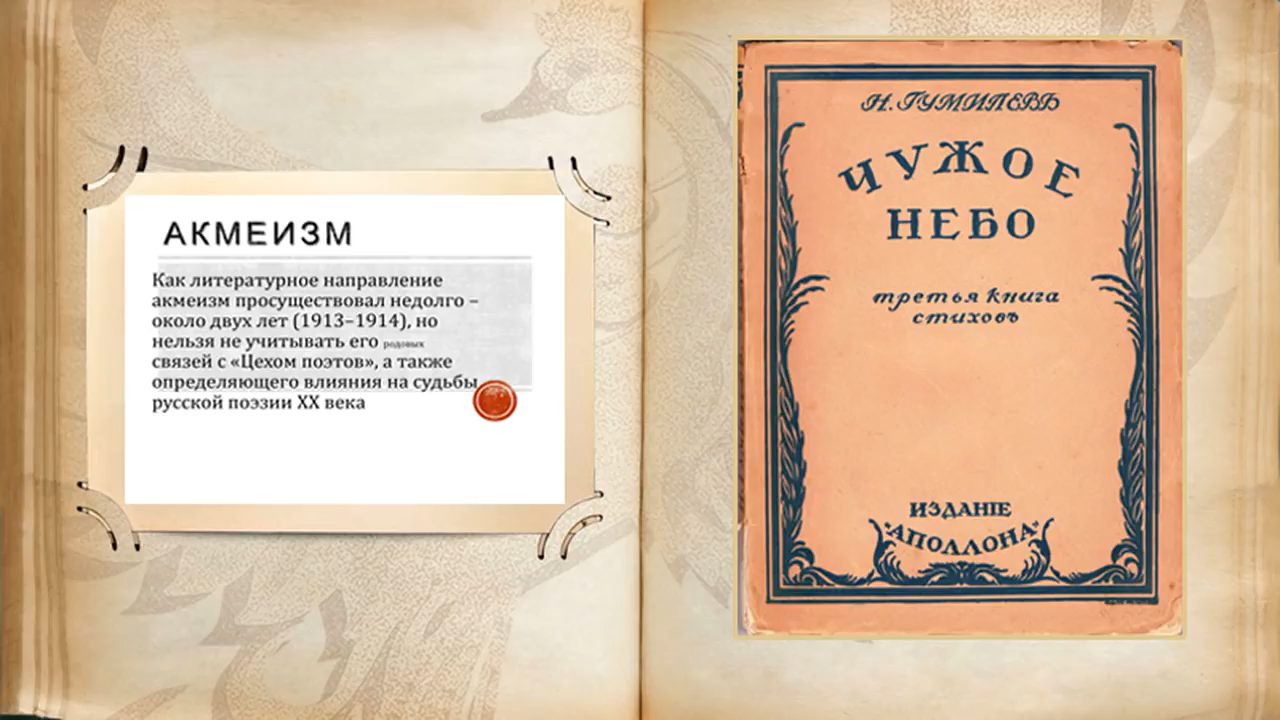 АКМЕИЗМ
Как литературное направление
акмеизм просуществовал недолго –
около двух лет (1913–1914), но
нельзя не учитывать его родовых
связей с «Цехом поэтов», а также
определяющего влияния на судьбы
русской поэзии XX века
Н. ГУМИЛЕВЪ
ЧУЖОЕ
НЕБО
третья книга
стиховъ
ИЗДАНIЕ
"АПОЛЛОНА"